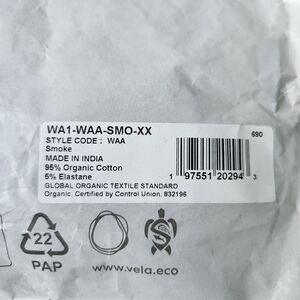 WA1-WAA-SMO-XX
690
STYLE CODE : WAA
Smoke
MADE IN INDIA
95% Organic Cotton
5% Elastane
1 97551 20294 3
GLOBAL ORGANIC TEXTILE STANDARD
Organic. Certified by Control Union. 832196
22
PAP
www.vela.eco